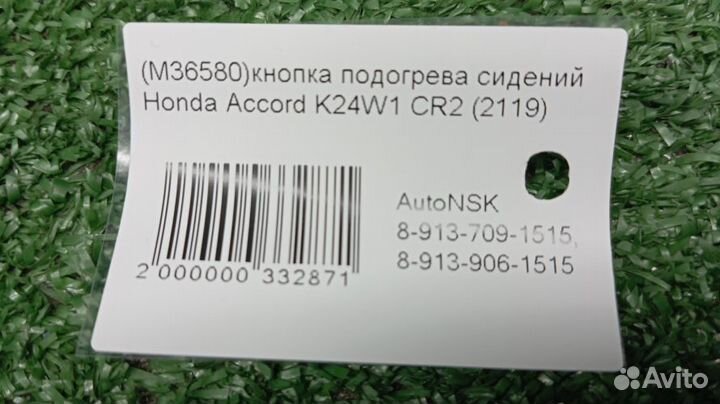 (М36580)кнопка подогрева сидений
Honda Accord K24W1 CR2 (2119)
AutoNSK
8-913-709-1515,
8-913-906-1515
2 000000 332871
Avito